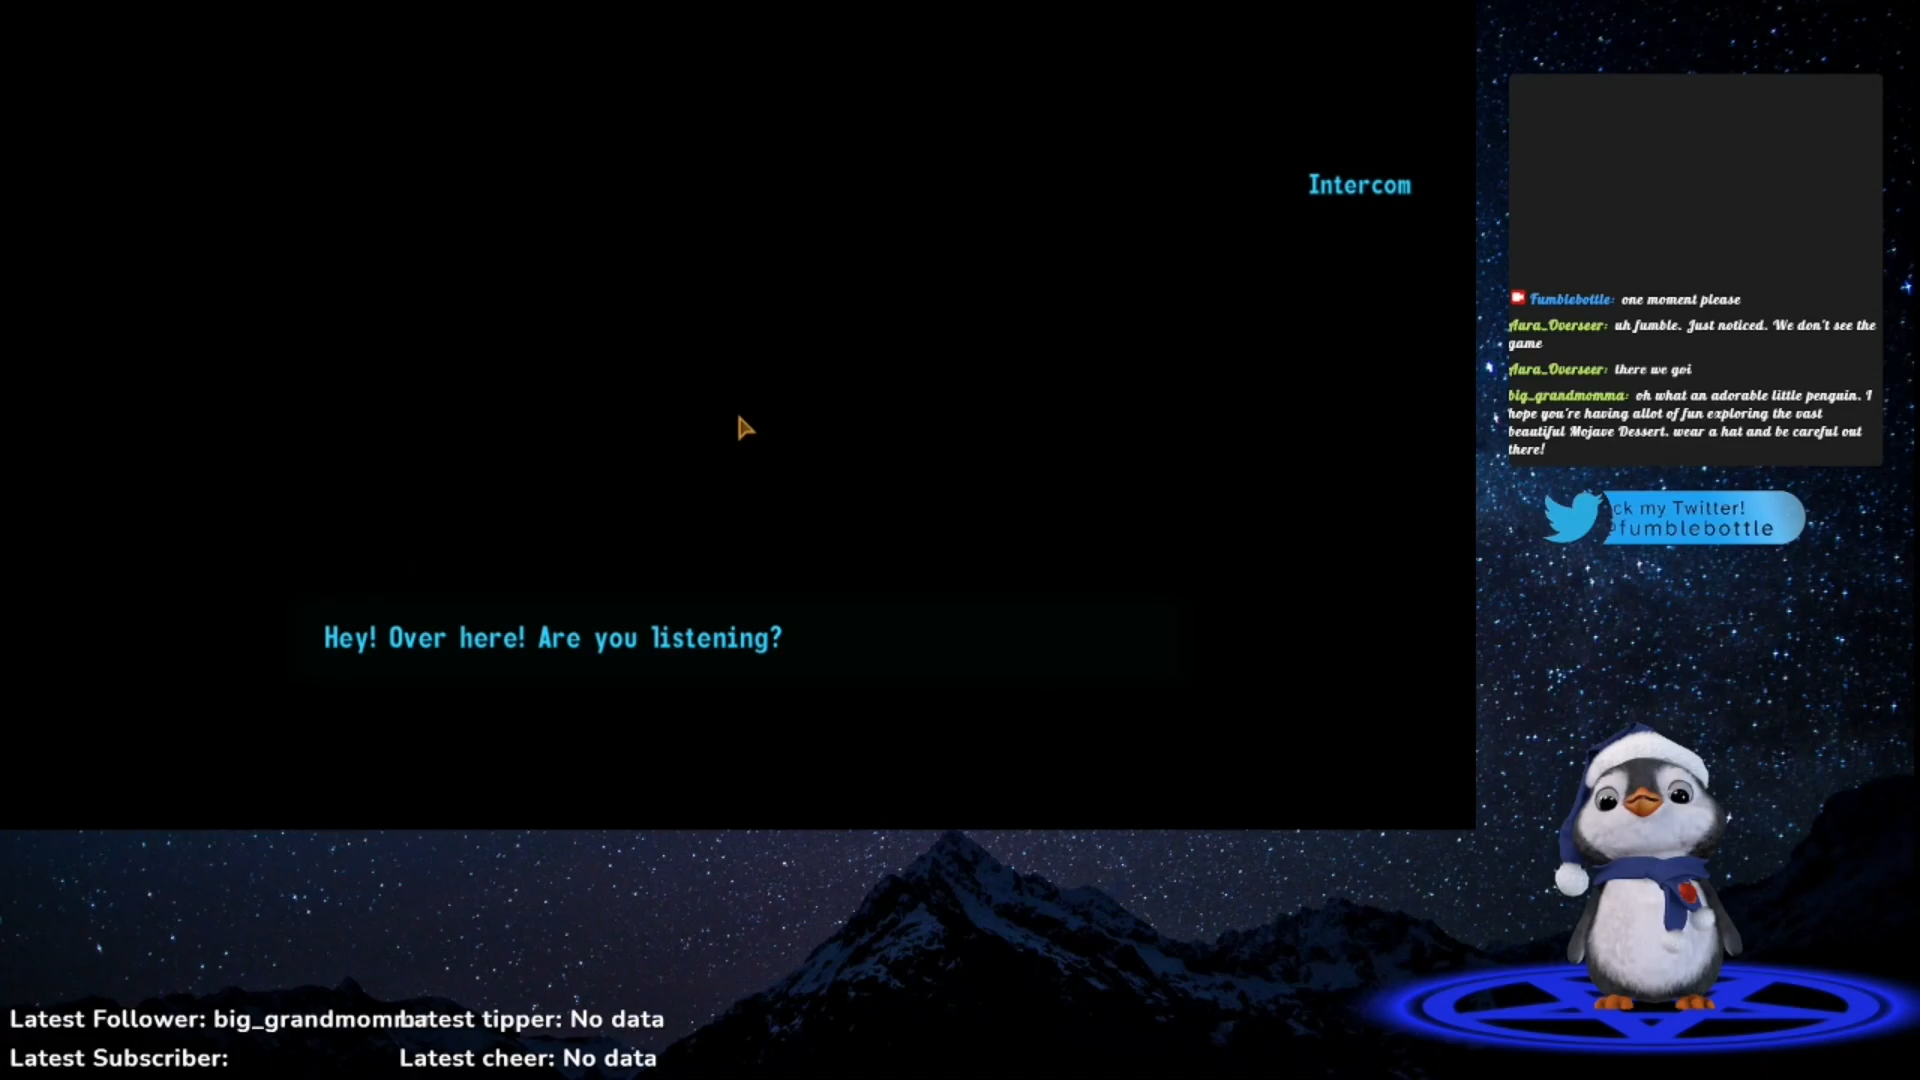 Intercom
Hey! Over here! Are you listening?
Fumblebottle: one moment please
Aura_Overseer: uh fumble. Just noticed. We don't see the
game
Aura_Overseer: there we goi
big_grandmomma: oh what an adorable little penguin. I
hope you're having allot of fun exploring the vast
beautiful Mojave Dessert. wear a hat and be careful out
there!
ck my Twitter!
fumblebottle
Latest Follower: big_grandmomma
Latest tipper: No data
Latest Subscriber:
Latest cheer: No data